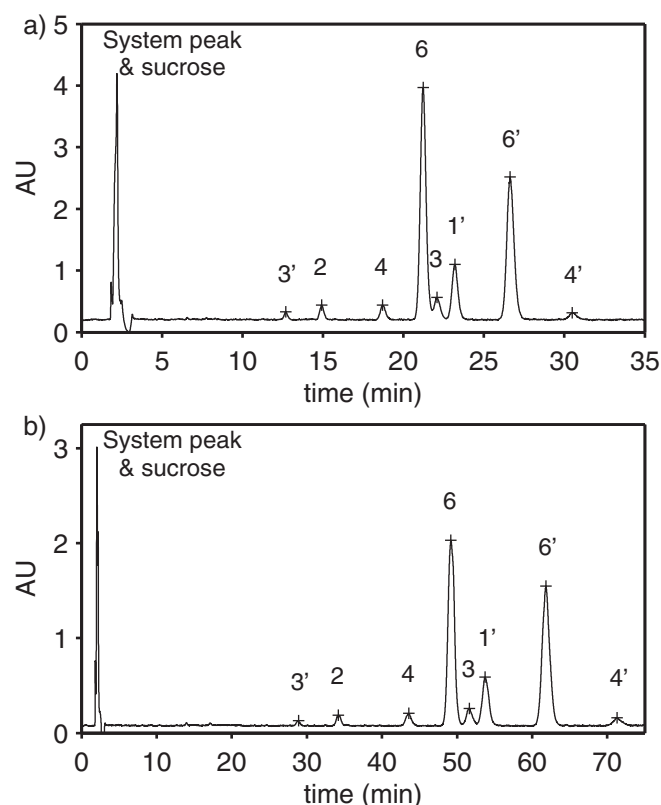 a)
5
System peak
& sucrose
6
4
6’
3
AU
2
1’
3’ 2 4 3 4’
1
0
0 5 10 15 20 25 30 35
time (min)
b)
3
System peak
& sucrose
6
2
6’
AU
1’
1
3’ 2 4 3 4’
0
0 10 20 30 40 50 60 70
time (min)